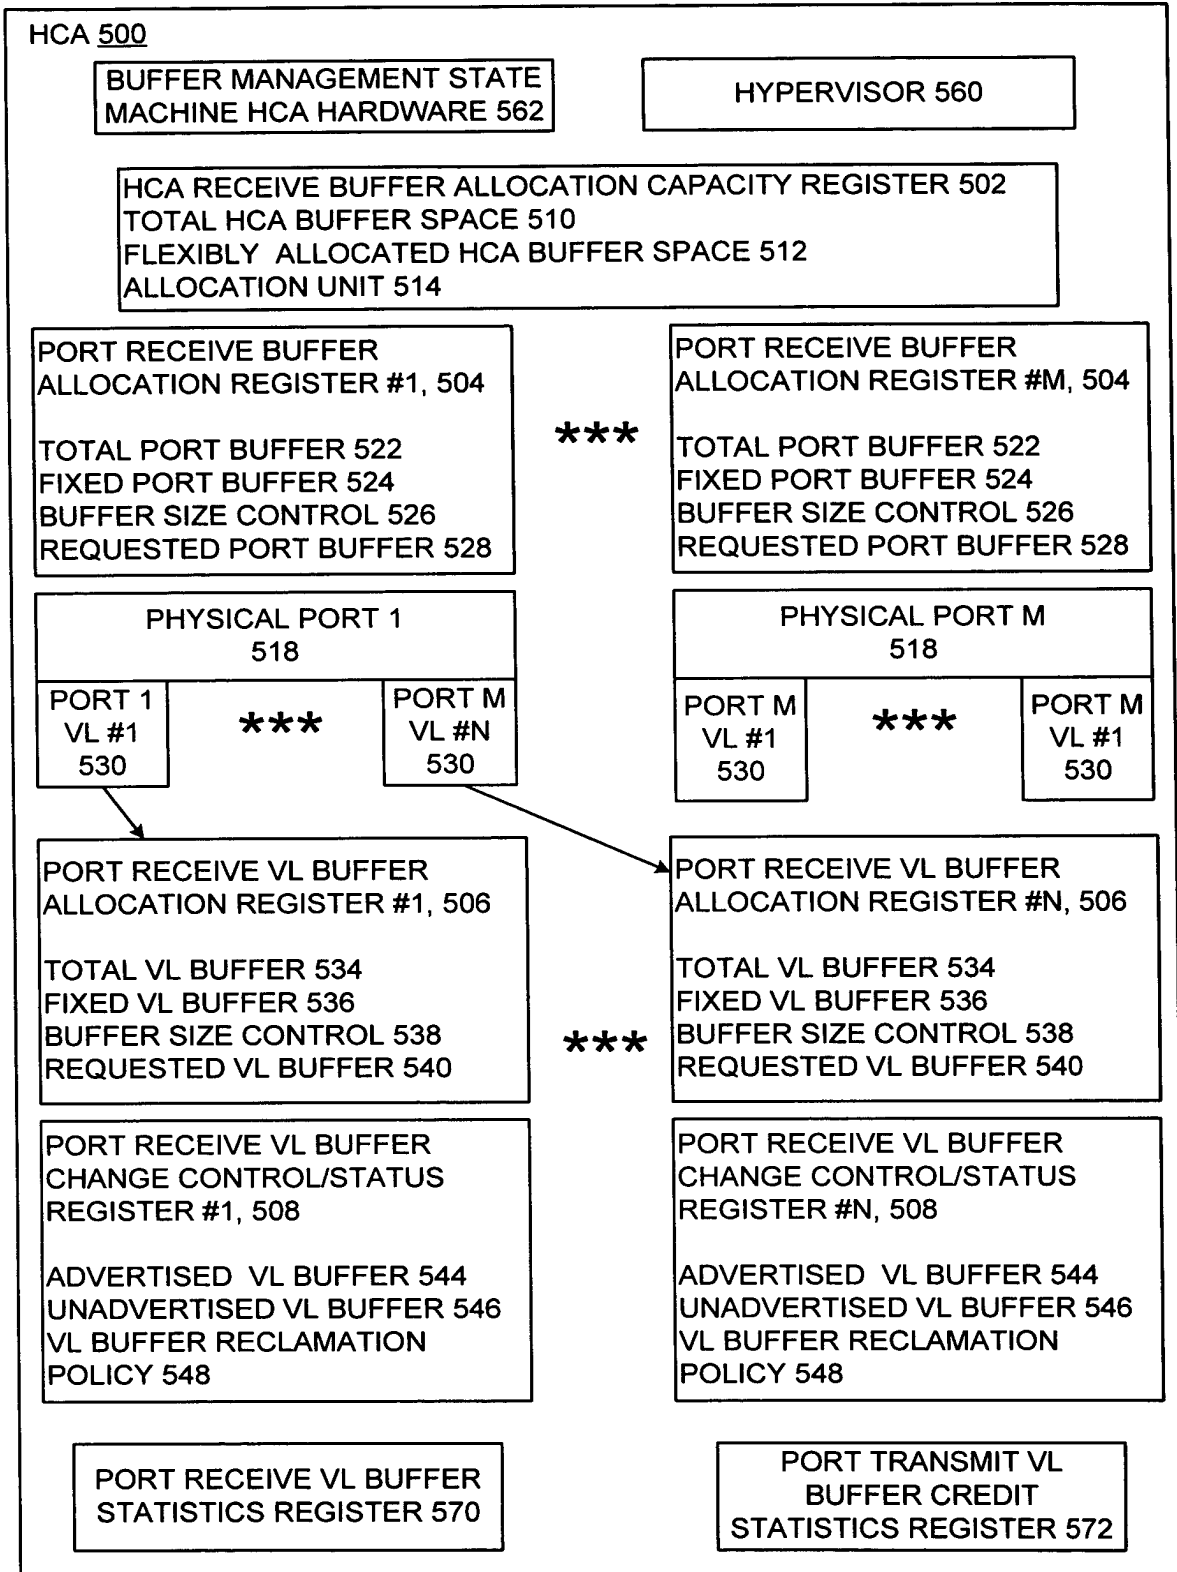 HCA 500
BUFFER MANAGEMENT STATE
MACHINE HCA HARDWARE 562
HYPERVISOR 560
HCA RECEIVE BUFFER ALLOCATION CAPACITY REGISTER 502
TOTAL HCA BUFFER SPACE 510
FLEXIBLY ALLOCATED HCA BUFFER SPACE 512
ALLOCATION UNIT 514
PORT RECEIVE BUFFER
ALLOCATION REGISTER #1, 504
TOTAL PORT BUFFER 522
FIXED PORT BUFFER 524
BUFFER SIZE CONTROL 526
REQUESTED PORT BUFFER 528
***
PORT RECEIVE BUFFER
ALLOCATION REGISTER #M, 504
TOTAL PORT BUFFER 522
FIXED PORT BUFFER 524
BUFFER SIZE CONTROL 526
REQUESTED PORT BUFFER 528
PHYSICAL PORT 1
518
PORT 1
VL #1
530
***
PORT M
VL #N
530
PHYSICAL PORT M
518
PORT M
VL #1
530
***
PORT M
VL #1
530
PORT RECEIVE VL BUFFER
ALLOCATION REGISTER #1, 506
TOTAL VL BUFFER 534
FIXED VL BUFFER 536
BUFFER SIZE CONTROL 538
REQUESTED VL BUFFER 540
***
PORT RECEIVE VL BUFFER
ALLOCATION REGISTER #N, 506
TOTAL VL BUFFER 534
FIXED VL BUFFER 536
BUFFER SIZE CONTROL 538
REQUESTED VL BUFFER 540
PORT RECEIVE VL BUFFER
CHANGE CONTROL/STATUS
REGISTER #1, 508
ADVERTISED VL BUFFER 544
UNADVERTISED VL BUFFER 546
VL BUFFER RECLAMATION
POLICY 548
PORT RECEIVE VL BUFFER
CHANGE CONTROL/STATUS
REGISTER #N, 508
ADVERTISED VL BUFFER 544
UNADVERTISED VL BUFFER 546
VL BUFFER RECLAMATION
POLICY 548
PORT RECEIVE VL BUFFER
STATISTICS REGISTER 570
PORT TRANSMIT VL
BUFFER CREDIT
STATISTICS REGISTER 572